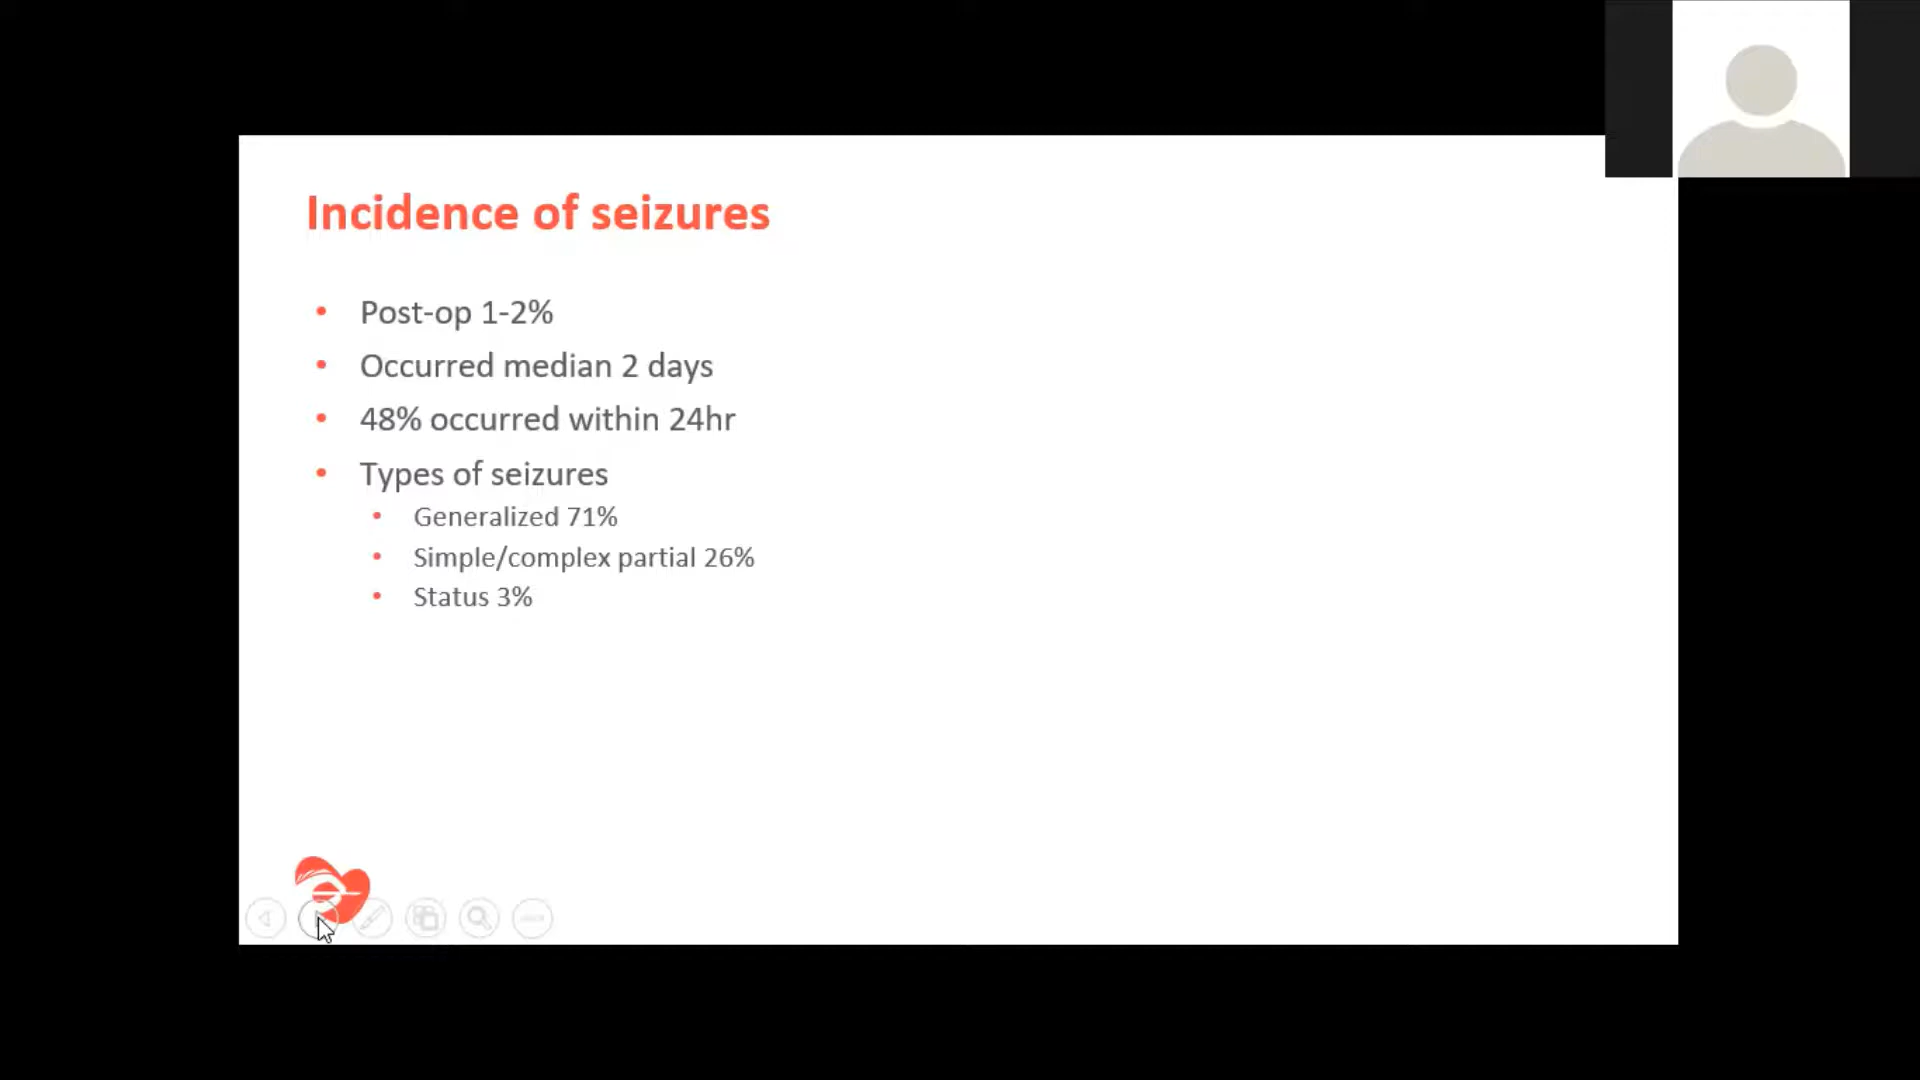 Incidence of seizures
• Post-op 1-2%
• Occurred median 2 days
• 48% occurred within 24hr
• Types of seizures
• Generalized 71%
• Simple/complex partial 26%
• Status 3%